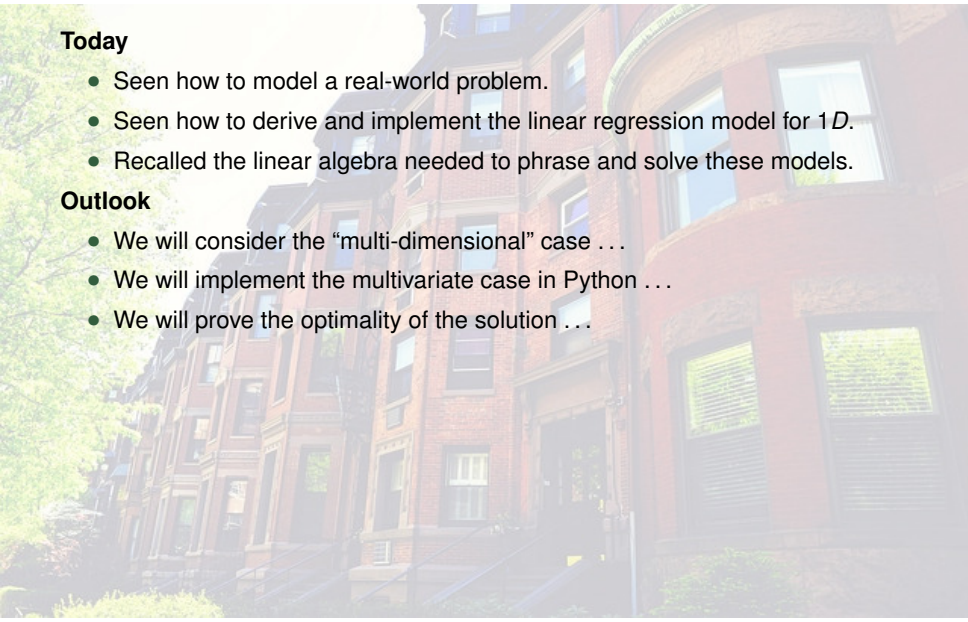 Today
• Seen how to model a real-world problem.
• Seen how to derive and implement the linear regression model for 1D.
• Recalled the linear algebra needed to phrase and solve these models.
Outlook
• We will consider the “multi-dimensional” case . . .
• We will implement the multivariate case in Python . . .
• We will prove the optimality of the solution . . .